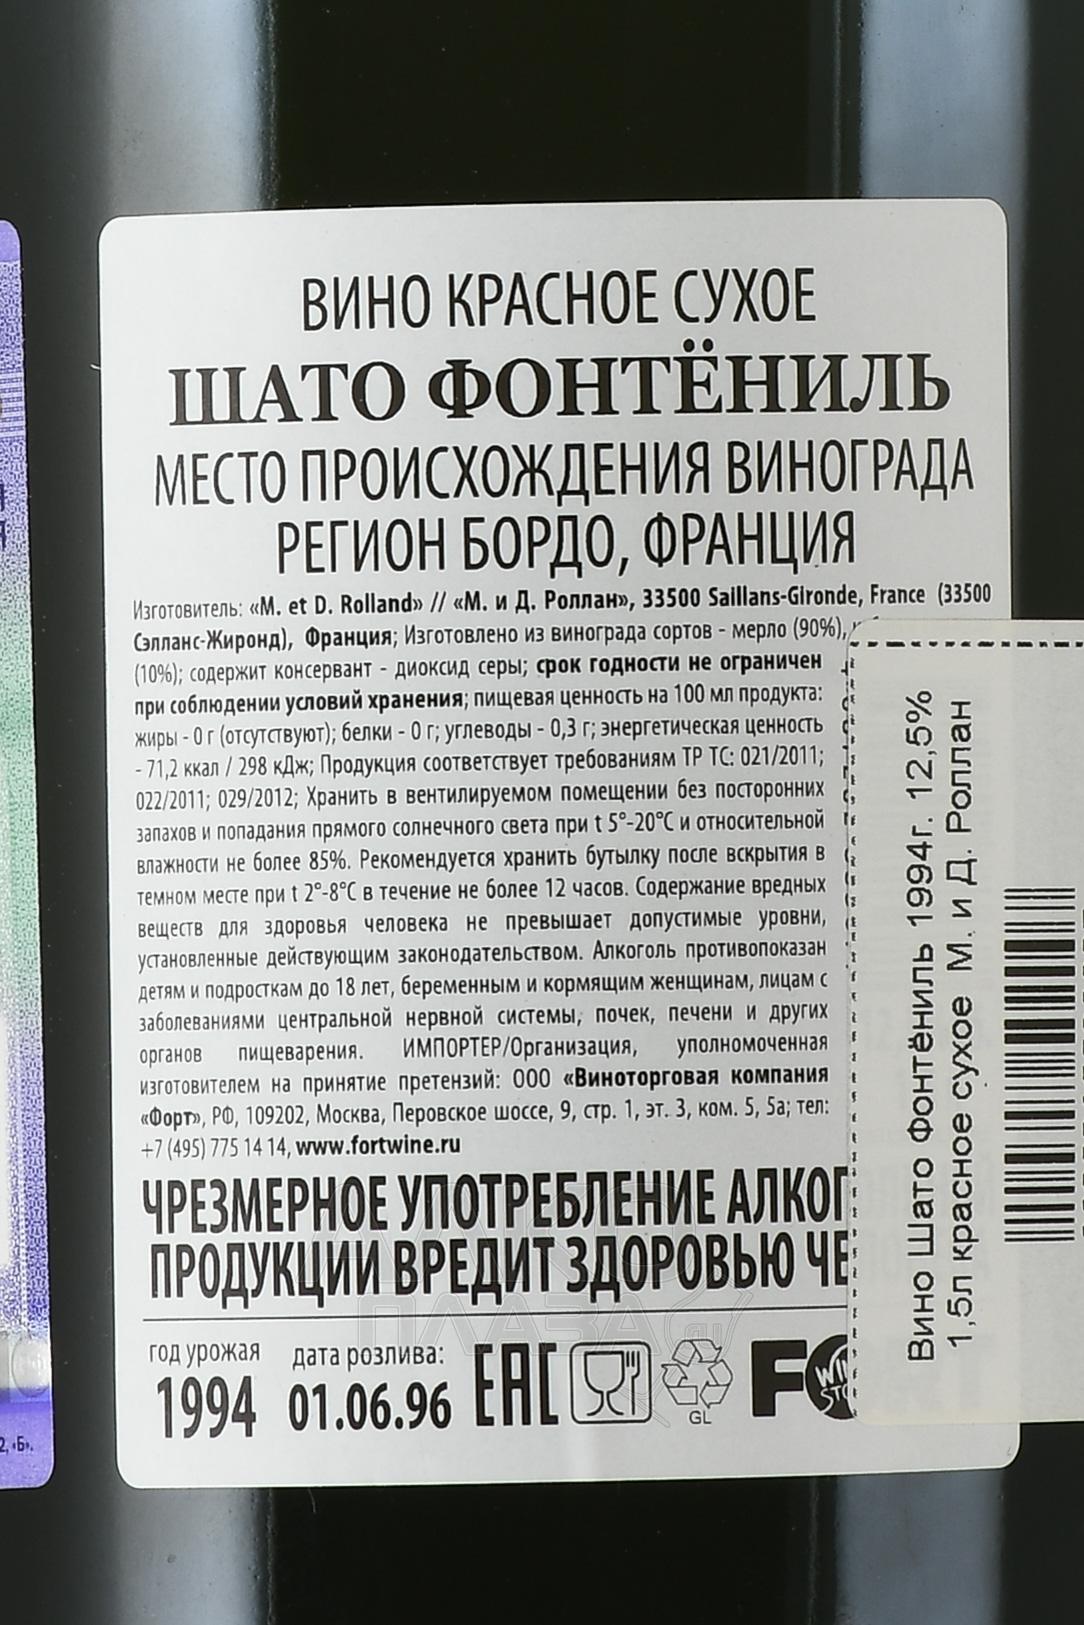 ВИНО КРАСНОЕ СУХОЕ
ШАТО ФОНТЁНИЛЬ
МЕСТО ПРОИСХОЖДЕНИЯ ВИНОГРАДА
РЕГИОН БОРДО, ФРАНЦИЯ
Изготовитель: «M. et D. Rolland» // «М. и Д. Роллан», 33500 Saillans-Gironde, France (33500
Сэлланс-Жиронд), Франция; Изготовлено из винограда сортов - мерло (90%),
(10%); содержит консервант - диоксид серы; срок годности не ограничен
при соблюдении условий хранения; пищевая ценность на 100 мл продукта:
жиры - 0 г (отсутствуют); белки - 0 г; углеводы - 0,3 г; энергетическая ценность
- 71,2 ккал / 298 кДж; Продукция соответствует требованиям ТР ТС: 021/2011;
022/2011; 029/2012; Хранить в вентилируемом помещении без посторонних
запахов и попадания прямого солнечного света при t 5°-20°С и относительной
влажности не более 85%. Рекомендуется хранить бутылку после вскрытия в
темном месте при t 2°-8°С в течение не более 12 часов. Содержание вредных
веществ для здоровья человека не превышает допустимые уровни,
установленные действующим законодательством. Алкоголь противопоказан
детям и подросткам до 18 лет, беременным и кормящим женщинам, лицам с
заболеваниями центральной нервной системы, почек, печени и других
органов пищеварения. ИМПОРТЕР/Организация, уполномоченная
изготовителем на принятие претензий: ООО «Виноторговая компания
«Форт», РФ, 109202, Москва, Перовское шоссе, 9, стр. 1, эт. 3, ком. 5, 5а; тел:
+7 (495) 775 14 14, www.fortwine.ru
ЧРЕЗМЕРНОЕ УПОТРЕБЛЕНИЕ АЛКОГ
ПРОДУКЦИИ ВРЕДИТ ЗДОРОВЬЮ ЧЕ
год урожая
1994
дата розлива:
01.06.96
ЕАС
GL
Вино Шато Фонтёниль 1994г. 12,5%
1,5л красное сухое М. и Д. Роллан
2, «Б».
ПЛАЗА